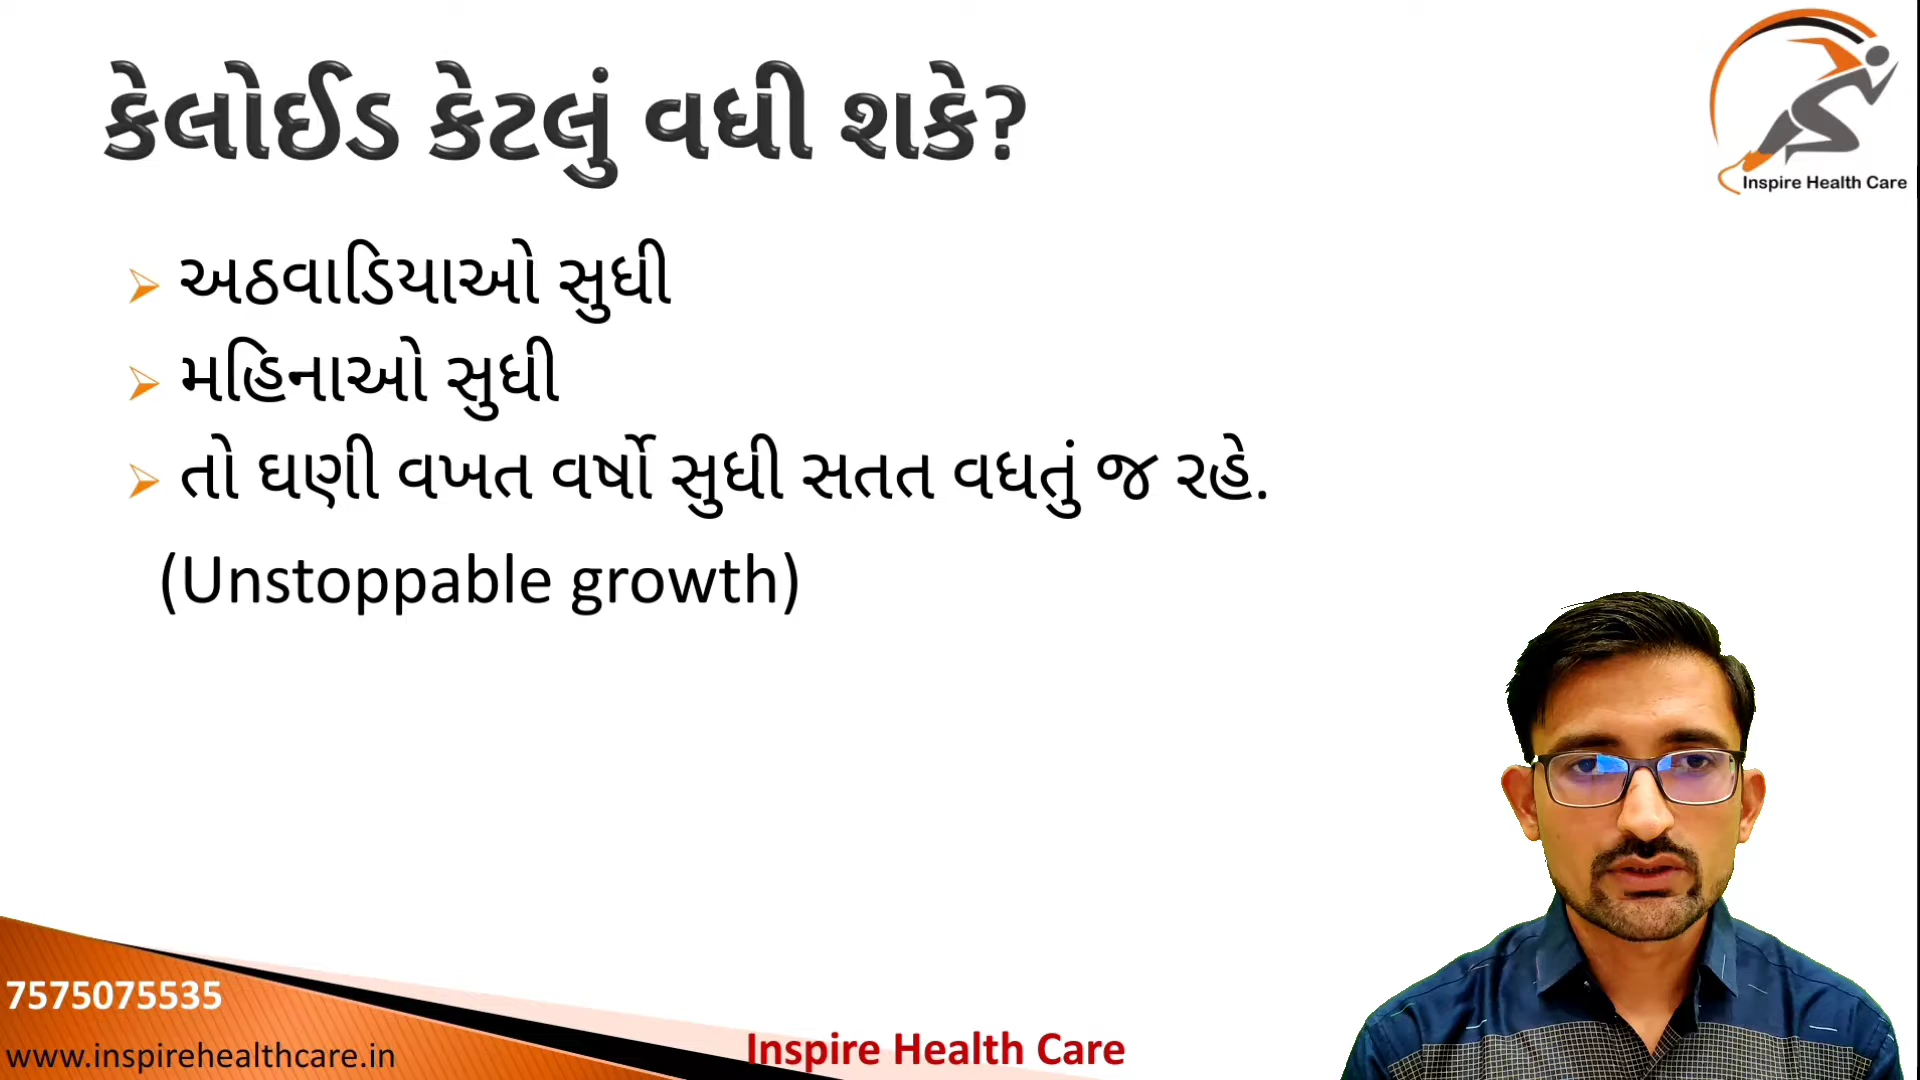 કેલોઈડ કેટલું વધી શકે?
Inspire Health Care
અઠવાડિયાઓ સુધી
મહિનાઓ સુધી
તો ઘણી વખત વર્ષો સુધી સતત વધતું જ રહે.
(Unstoppable growth)
7575075535
www.inspirehealthcare.in
Inspire Health Care